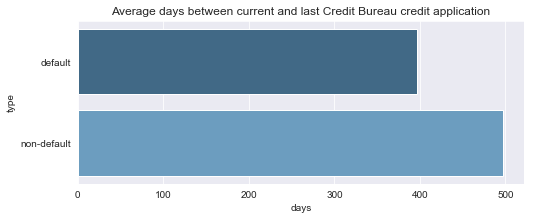 Average days between current and last Credit Bureau credit application
default
type
non-default
0 100 200 300 400 500
days